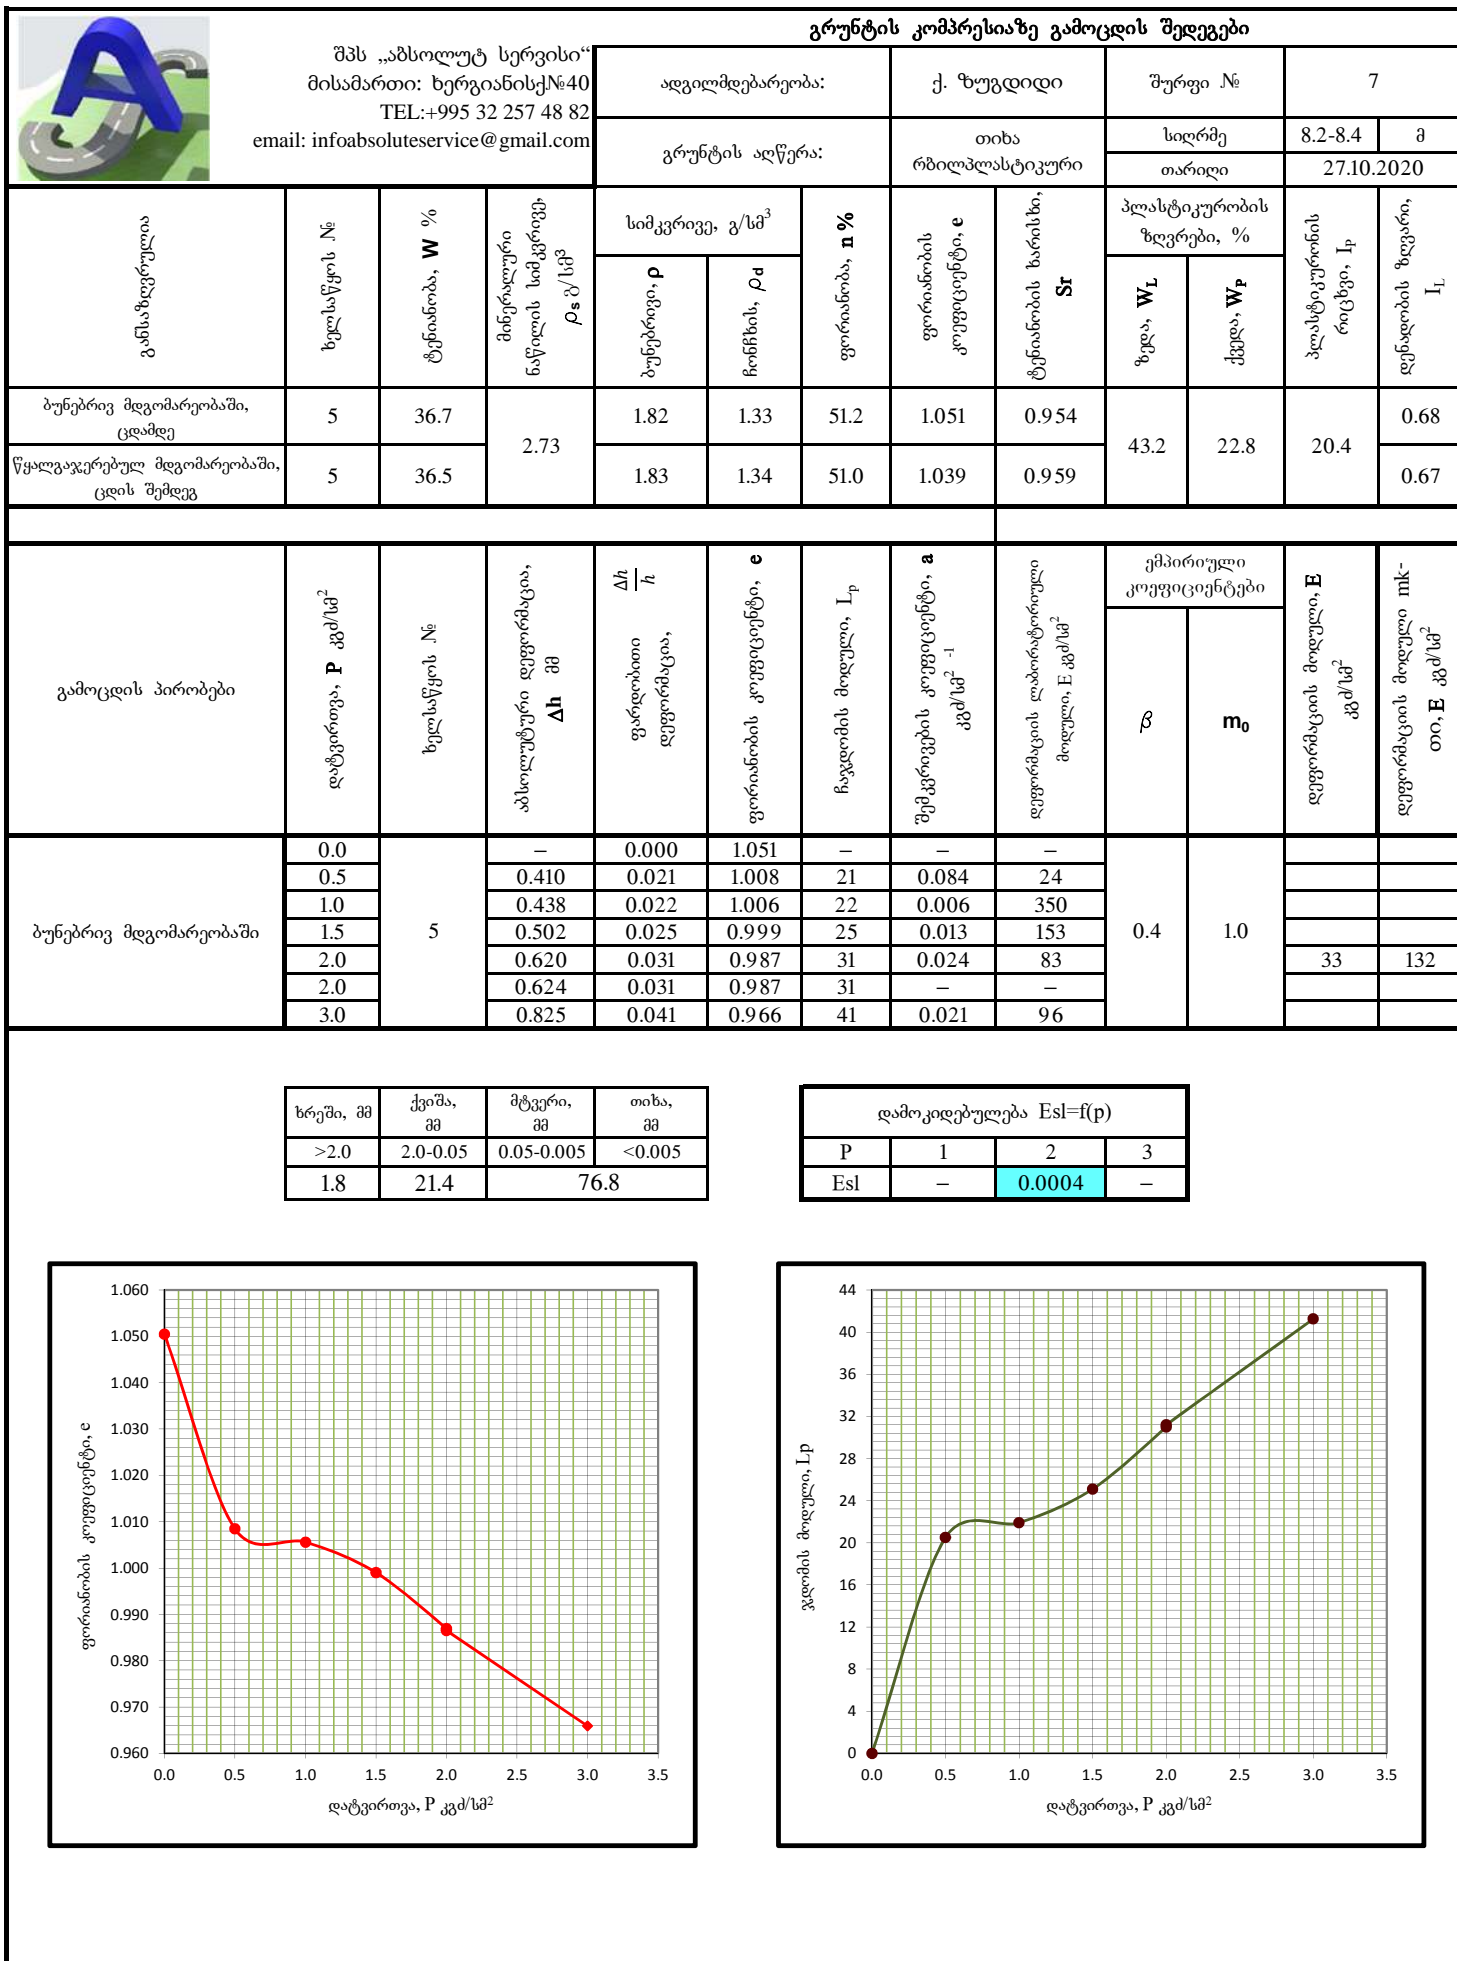 გრუნტის კომპრესიაზე გამოცდის შედეგები
შპს „აბსოლუტ სერვისი“
მისამართი: ხერგიანისქ№40
TEL:+995 32 257 48 82
email: infoabsoluteservice@gmail.com
ადგილმდებარეობა:
ქ. ზუგდიდი
შურფი №
7
გრუნტის აღწერა:
თიხა
რბილპლასტიკური
სიღრმე
8.2-8.4
მ
თარიღი
27.10.2020
განსაზღვრულია
ხელსაწყოს №
ტენიანობა, W %
მინერალური
ნაწილის სიმკვრივე,
ρs გ/სმ³
სიმკვრივე, გ/სმ³
ბუნებრივი, ρ
ჩონჩხის, ρd
ფორიანობა, n %
ფორიანობის
კოეფიციენტი, e
ტენიანობის ხარისხი,
Sr
პლასტიკურობის
ზღვრები, %
ზედა, WL
ქვედა, WP
პლასტიკურონის
რიცხვი, IP
დენადობის ზღვარი,
IL
ბუნებრივ მდგომარეობაში,
ცდამდე
5
36.7
2.73
1.82
1.33
51.2
1.051
0.954
43.2
22.8
20.4
0.68
წყალგაჯერებულ მდგომარეობაში,
ცდის შემდეგ
5
36.5
1.83
1.34
51.0
1.039
0.959
0.67
გამოცდის პირობები
დატვირთვა, P კგძ/სმ²
ხელსაწყოს №
აბსოლუტური დეფორმაცია,
Δh მმ
ფარდობითი
დეფორმაცია,
Δh
h
ფორიანობის კოეფიციენტი, e
ჩაჯდომის მოდული, Lp
შემკვრივების კოეფიციენტი, a
კგძ/სმ² ⁻¹
დეფორმაციის ლაბორატორიული
მოდული, E კგძ/სმ²
ემპირიული
კოეფიციენტები
β
m₀
დეფორმაციის მოდული, E
კგძ/სმ²
დეფორმაციის მოდული mk-
თი, E კგძ/სმ²
ბუნებრივ მდგომარეობაში
5
0.4
1.0
0.0 – 0.000 1.051 – – –
0.5 0.410 0.021 1.008 21 0.084 24
1.0 0.438 0.022 1.006 22 0.006 350
1.5 0.502 0.025 0.999 25 0.013 153
2.0 0.620 0.031 0.987 31 0.024 83 33 132
2.0 0.624 0.031 0.987 31 – –
3.0 0.825 0.041 0.966 41 0.021 96
ხრეში, მმ
ქვიშა,
მმ
მტვერი,
მმ
თიხა,
მმ
>2.0 2.0-0.05 0.05-0.005 <0.005
1.8 21.4 76.8
დამოკიდებულება Esl=f(p)
P 1 2 3
Esl – 0.0004 –
1.060
1.050
1.040
1.030
1.020
1.010
1.000
0.990
0.980
0.970
0.960
ფორიანობის კოეფიციენტი, e
0.0 0.5 1.0 1.5 2.0 2.5 3.0 3.5
დატვირთვა, P კგძ/სმ²
44
40
36
32
28
24
20
16
12
8
4
0
ჯდომის მოდული, Lp
0.0 0.5 1.0 1.5 2.0 2.5 3.0 3.5
დატვირთვა, P კგძ/სმ²